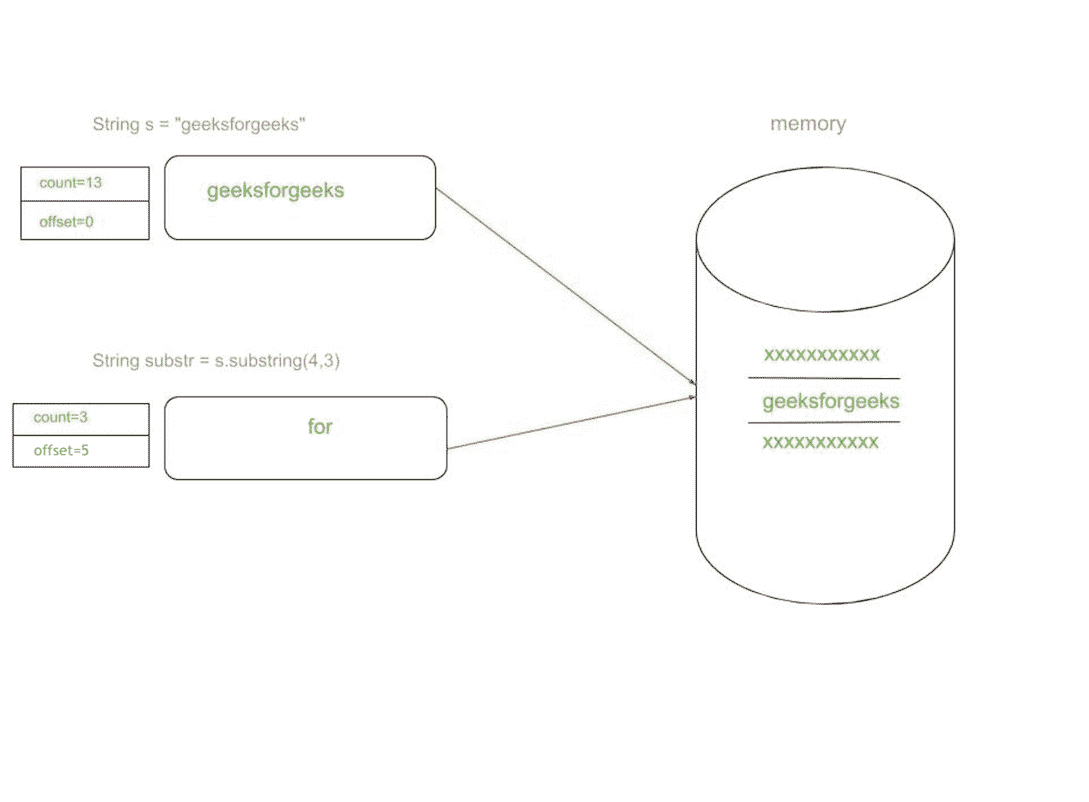 String s = "geeksforgeeks"
memory
count=13
geeksforgeeks
offset=0
String substr = s.substring(4,3)
xxxxxxxxxxx
geeksforgeeks
xxxxxxxxxxx
count=3
for
offset=5